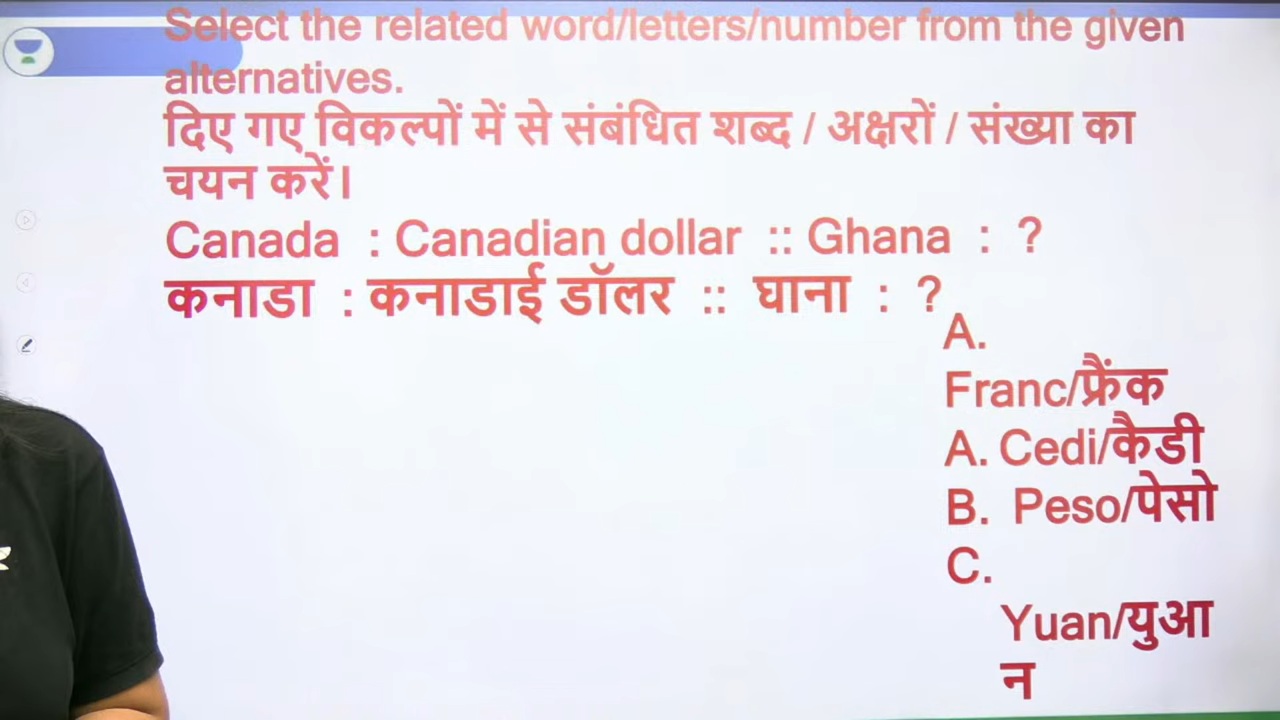 Select the related word/letters/number from the given
alternatives.
दिए गए विकल्पों में से संबंधित शब्द / अक्षरों / संख्या का
चयन करें।
Canada : Canadian dollar :: Ghana : ?
कनाडा : कनाडाई डॉलर :: घाना : ?
A.
Franc/फ्रैंक
A. Cedi/कैडी
B. Peso/पेसो
C.
Yuan/युआ
न